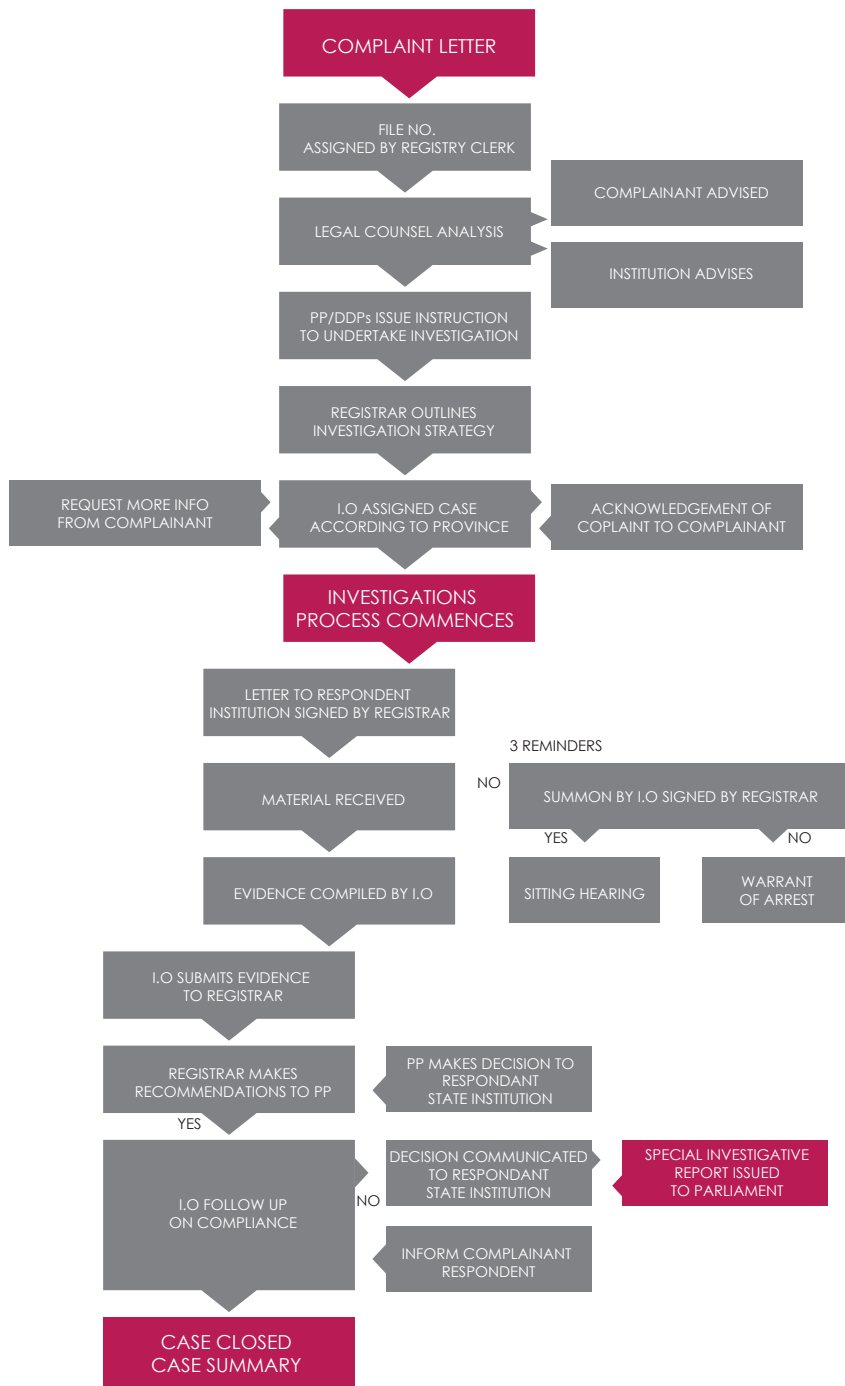 COMPLAINT LETTER
FILE NO.
ASSIGNED BY REGISTRY CLERK
LEGAL COUNSEL ANALYSIS
COMPLAINANT ADVISED
INSTITUTION ADVISES
PP/DDPs ISSUE INSTRUCTION
TO UNDERTAKE INVESTIGATION
REGISTRAR OUTLINES
INVESTIGATION STRATEGY
REQUEST MORE INFO
FROM COMPLAINANT
I.O ASSIGNED CASE
ACCORDING TO PROVINCE
ACKNOWLEDGEMENT OF
COPLAINT TO COMPLAINANT
INVESTIGATIONS
PROCESS COMMENCES
LETTER TO RESPONDENT
INSTITUTION SIGNED BY REGISTRAR
MATERIAL RECEIVED
NO
3 REMINDERS
SUMMON BY I.O SIGNED BY REGISTRAR
YES
NO
EVIDENCE COMPILED BY I.O
SITTING HEARING
WARRANT
OF ARREST
I.O SUBMITS EVIDENCE
TO REGISTRAR
REGISTRAR MAKES
RECOMMENDATIONS TO PP
PP MAKES DECISION TO
RESPONDANT
STATE INSTITUTION
YES
I.O FOLLOW UP
ON COMPLIANCE
NO
DECISION COMMUNICATED
TO RESPONDANT
STATE INSTITUTION
SPECIAL INVESTIGATIVE
REPORT ISSUED
TO PARLIAMENT
INFORM COMPLAINANT
RESPONDENT
CASE CLOSED
CASE SUMMARY